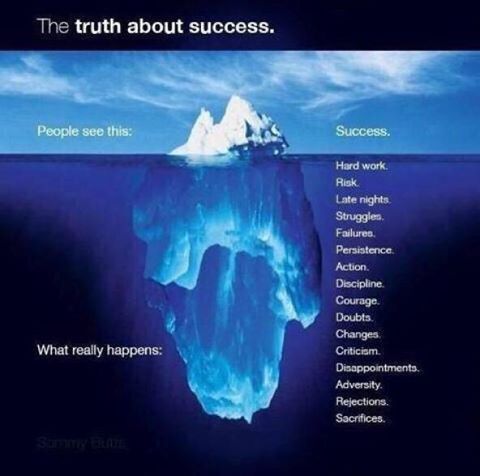 The truth about success.
People see this:
Success.
Hard work.
Risk.
Late nights.
Struggles.
Failures.
Persistence.
Action.
Discipline.
Courage.
Doubts.
Changes.
Criticism.
Disappointments.
Adversity.
Rejections.
Sacrifices.
What really happens:
Sammy Butts